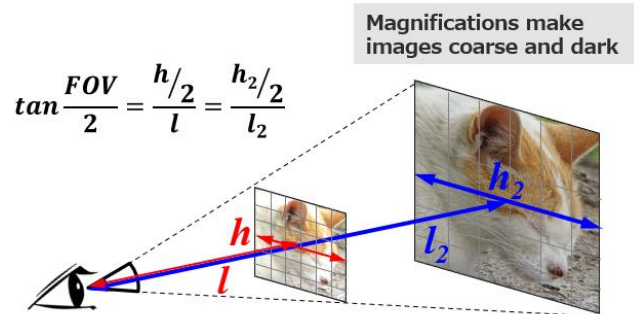 Magnifications make
images coarse and dark
tan FOV/2 = h/2 / l = h₂/2 / l₂
h₂
h
l₂
l